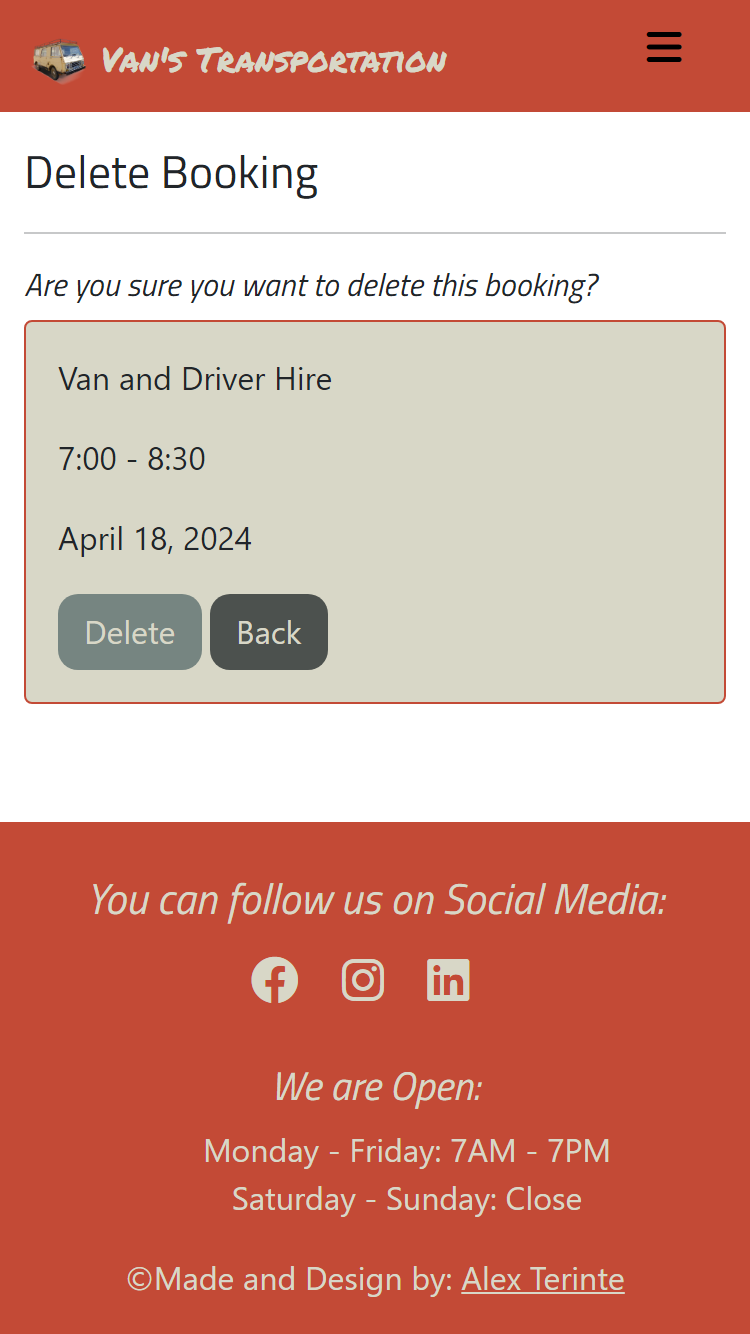 Van's Transportation
Delete Booking
Are you sure you want to delete this booking?
Van and Driver Hire
7:00 - 8:30
April 18, 2024
Delete Back
You can follow us on Social Media:
We are Open:
Monday - Friday: 7AM - 7PM
Saturday - Sunday: Close
©Made and Design by: Alex Terinte